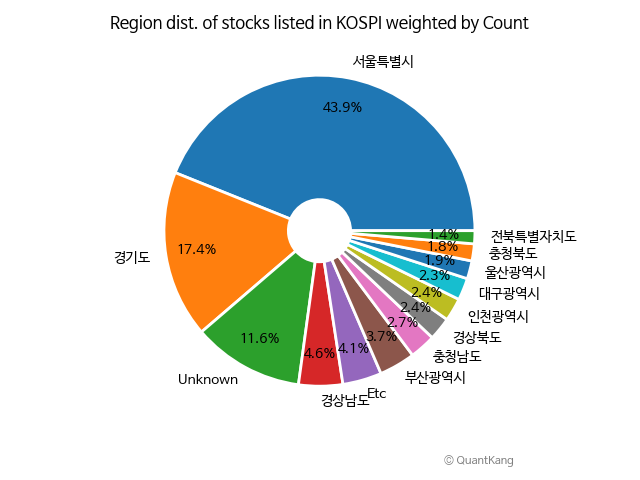 Region dist. of stocks listed in KOSPI weighted by Count
서울특별시
43.9%
경기도
17.4%
Unknown
11.6%
경상남도
4.6%
Etc
4.1%
부산광역시
3.7%
충청남도
2.7%
경상북도
2.4%
인천광역시
2.4%
대구광역시
2.3%
울산광역시
1.9%
충청북도
1.8%
전북특별자치도
1.4%
© QuantKang